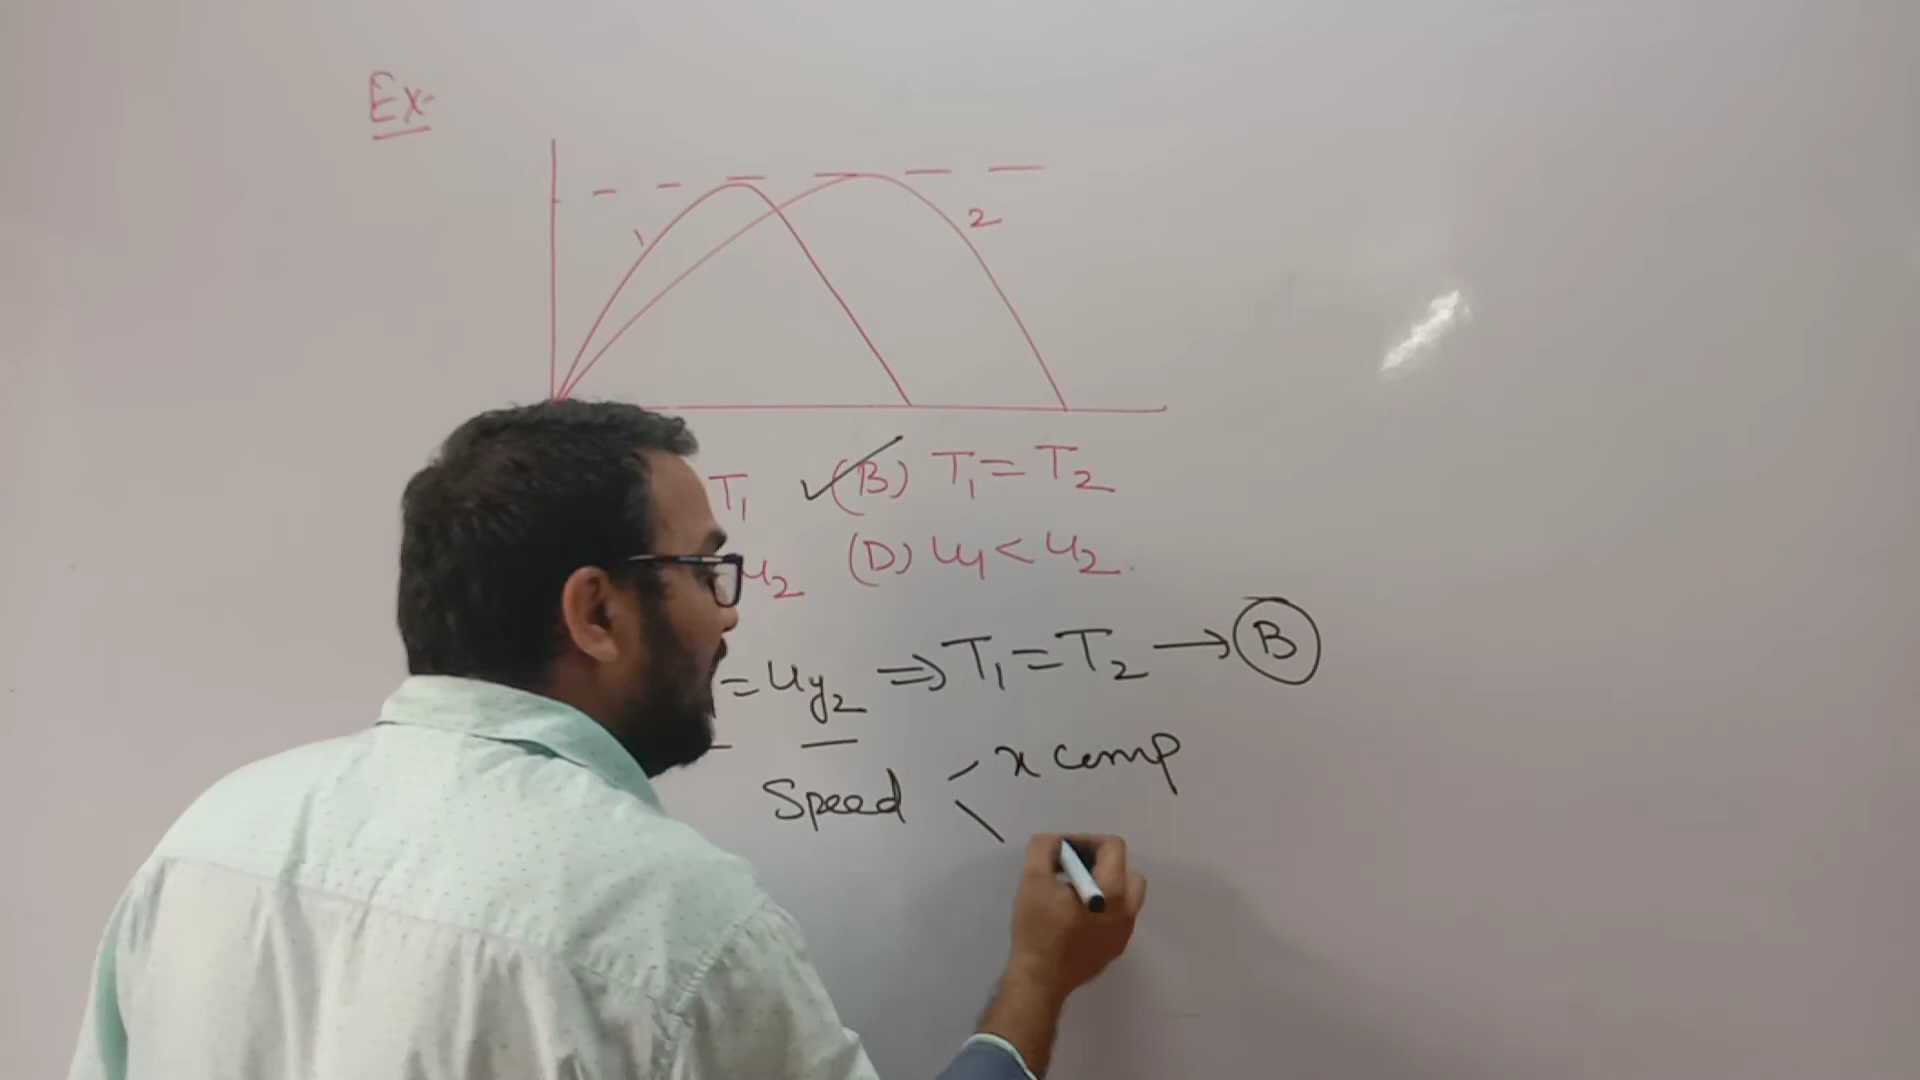 Ex.
1
2
T₁ (B) T₁ = T₂
u₂ (D) u₁ < u₂
= uy₂ ⇒ T₁ = T₂ → B
Speed x comp